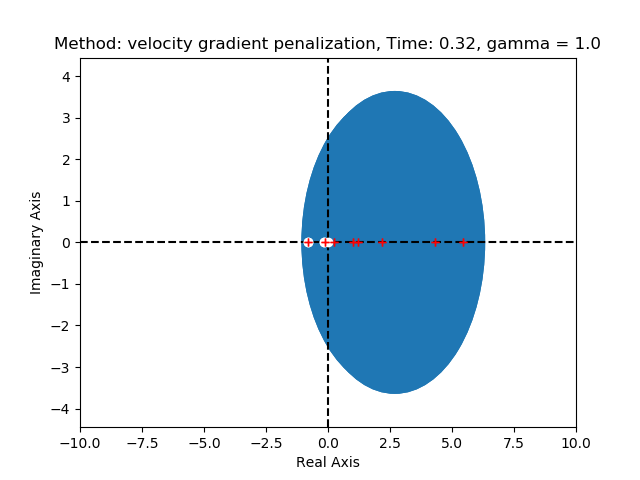 Method: velocity gradient penalization, Time: 0.32, gamma = 1.0
4
3
2
1
0
−1
−2
−3
−4
Imaginary Axis
−10.0 −7.5 −5.0 −2.5 0.0 2.5 5.0 7.5 10.0
Real Axis